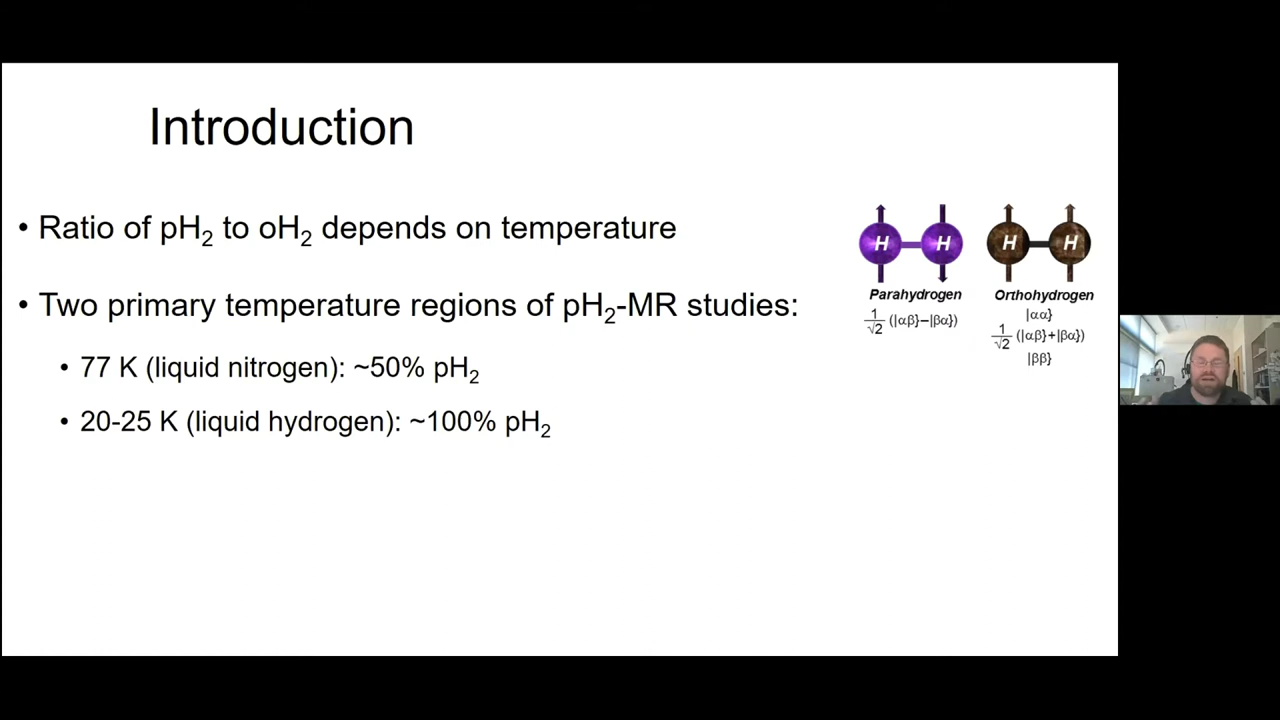 Introduction
• Ratio of pH₂ to oH₂ depends on temperature
• Two primary temperature regions of pH₂-MR studies:
• 77 K (liquid nitrogen): ~50% pH₂
• 20-25 K (liquid hydrogen): ~100% pH₂
H H H H
Parahydrogen Orthohydrogen
1/√2 (|αβ}−|βα})
|αα}
1/√2 (|αβ}+|βα})
|ββ}